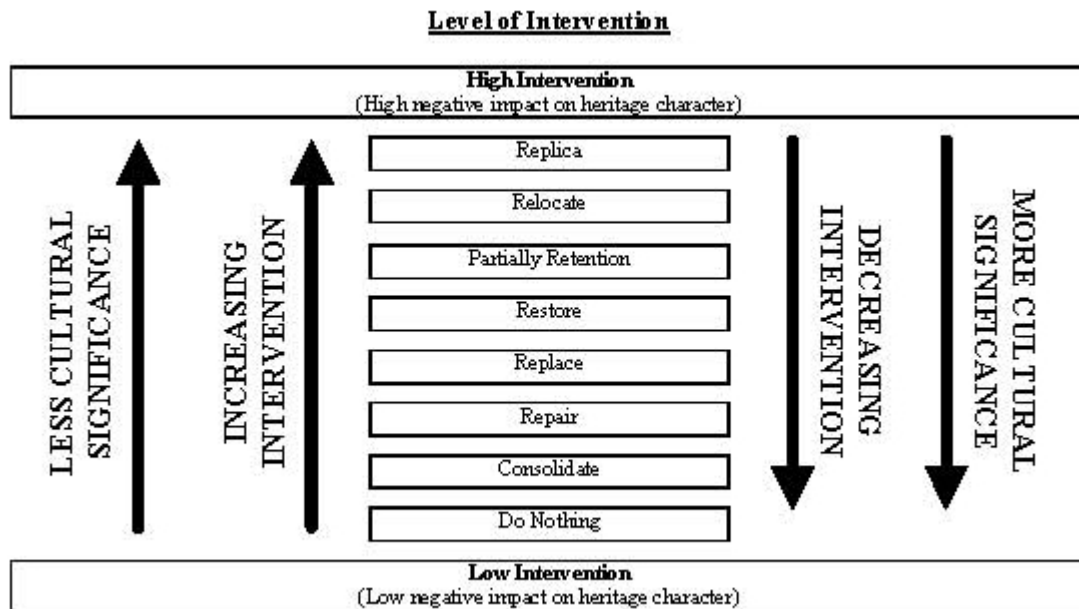 Level of Intervention
High Intervention
(High negative impact on heritage character)
LESS CULTURAL
SIGNIFICANCE
INCREASING
INTERVENTION
Replica
Relocate
Partially Retention
Restore
Replace
Repair
Consolidate
Do Nothing
DECREASING
INTERVENTION
MORE CULTURAL
SIGNIFICANCE
Low Intervention
(Low negative impact on heritage character)